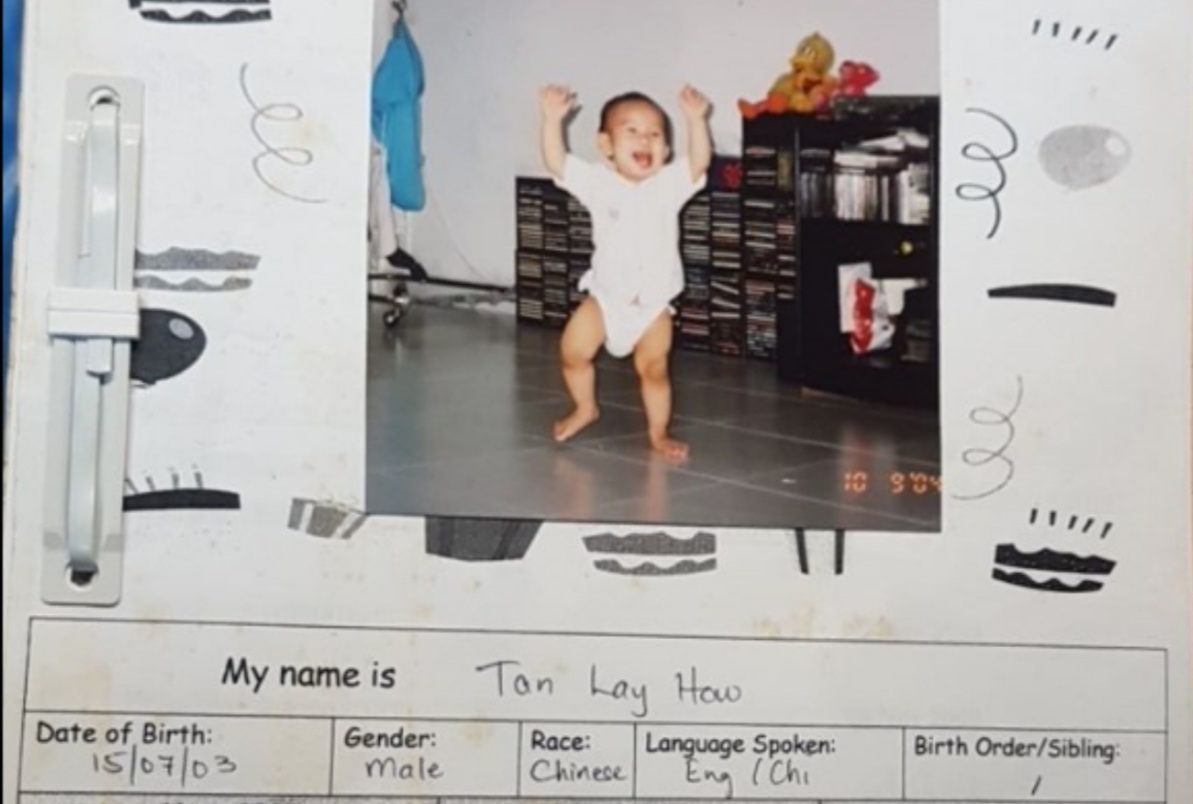 10 9'04
My name is Tan Lay How
Date of Birth: Gender: Race: Language Spoken: Birth Order/Sibling:
15/07/03 Male Chinese Eng / Chi /